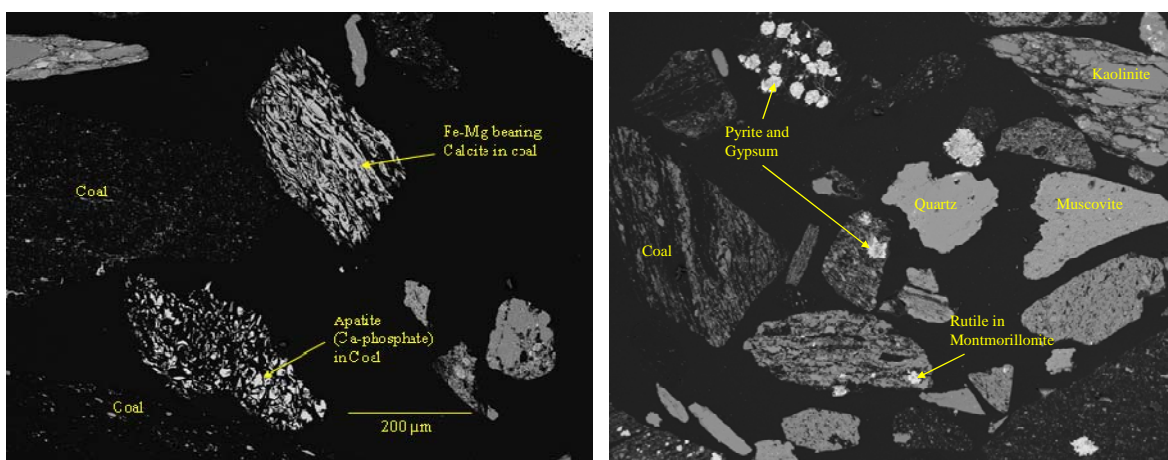 Fe-Mg bearing
Calcite in coal
Coal
Apatite
(Ca-phosphate)
in Coal
Coal
200 µm
Kaolinite
Pyrite and
Gypsum
Quartz
Muscovite
Coal
Rutile in
Montmorillomite